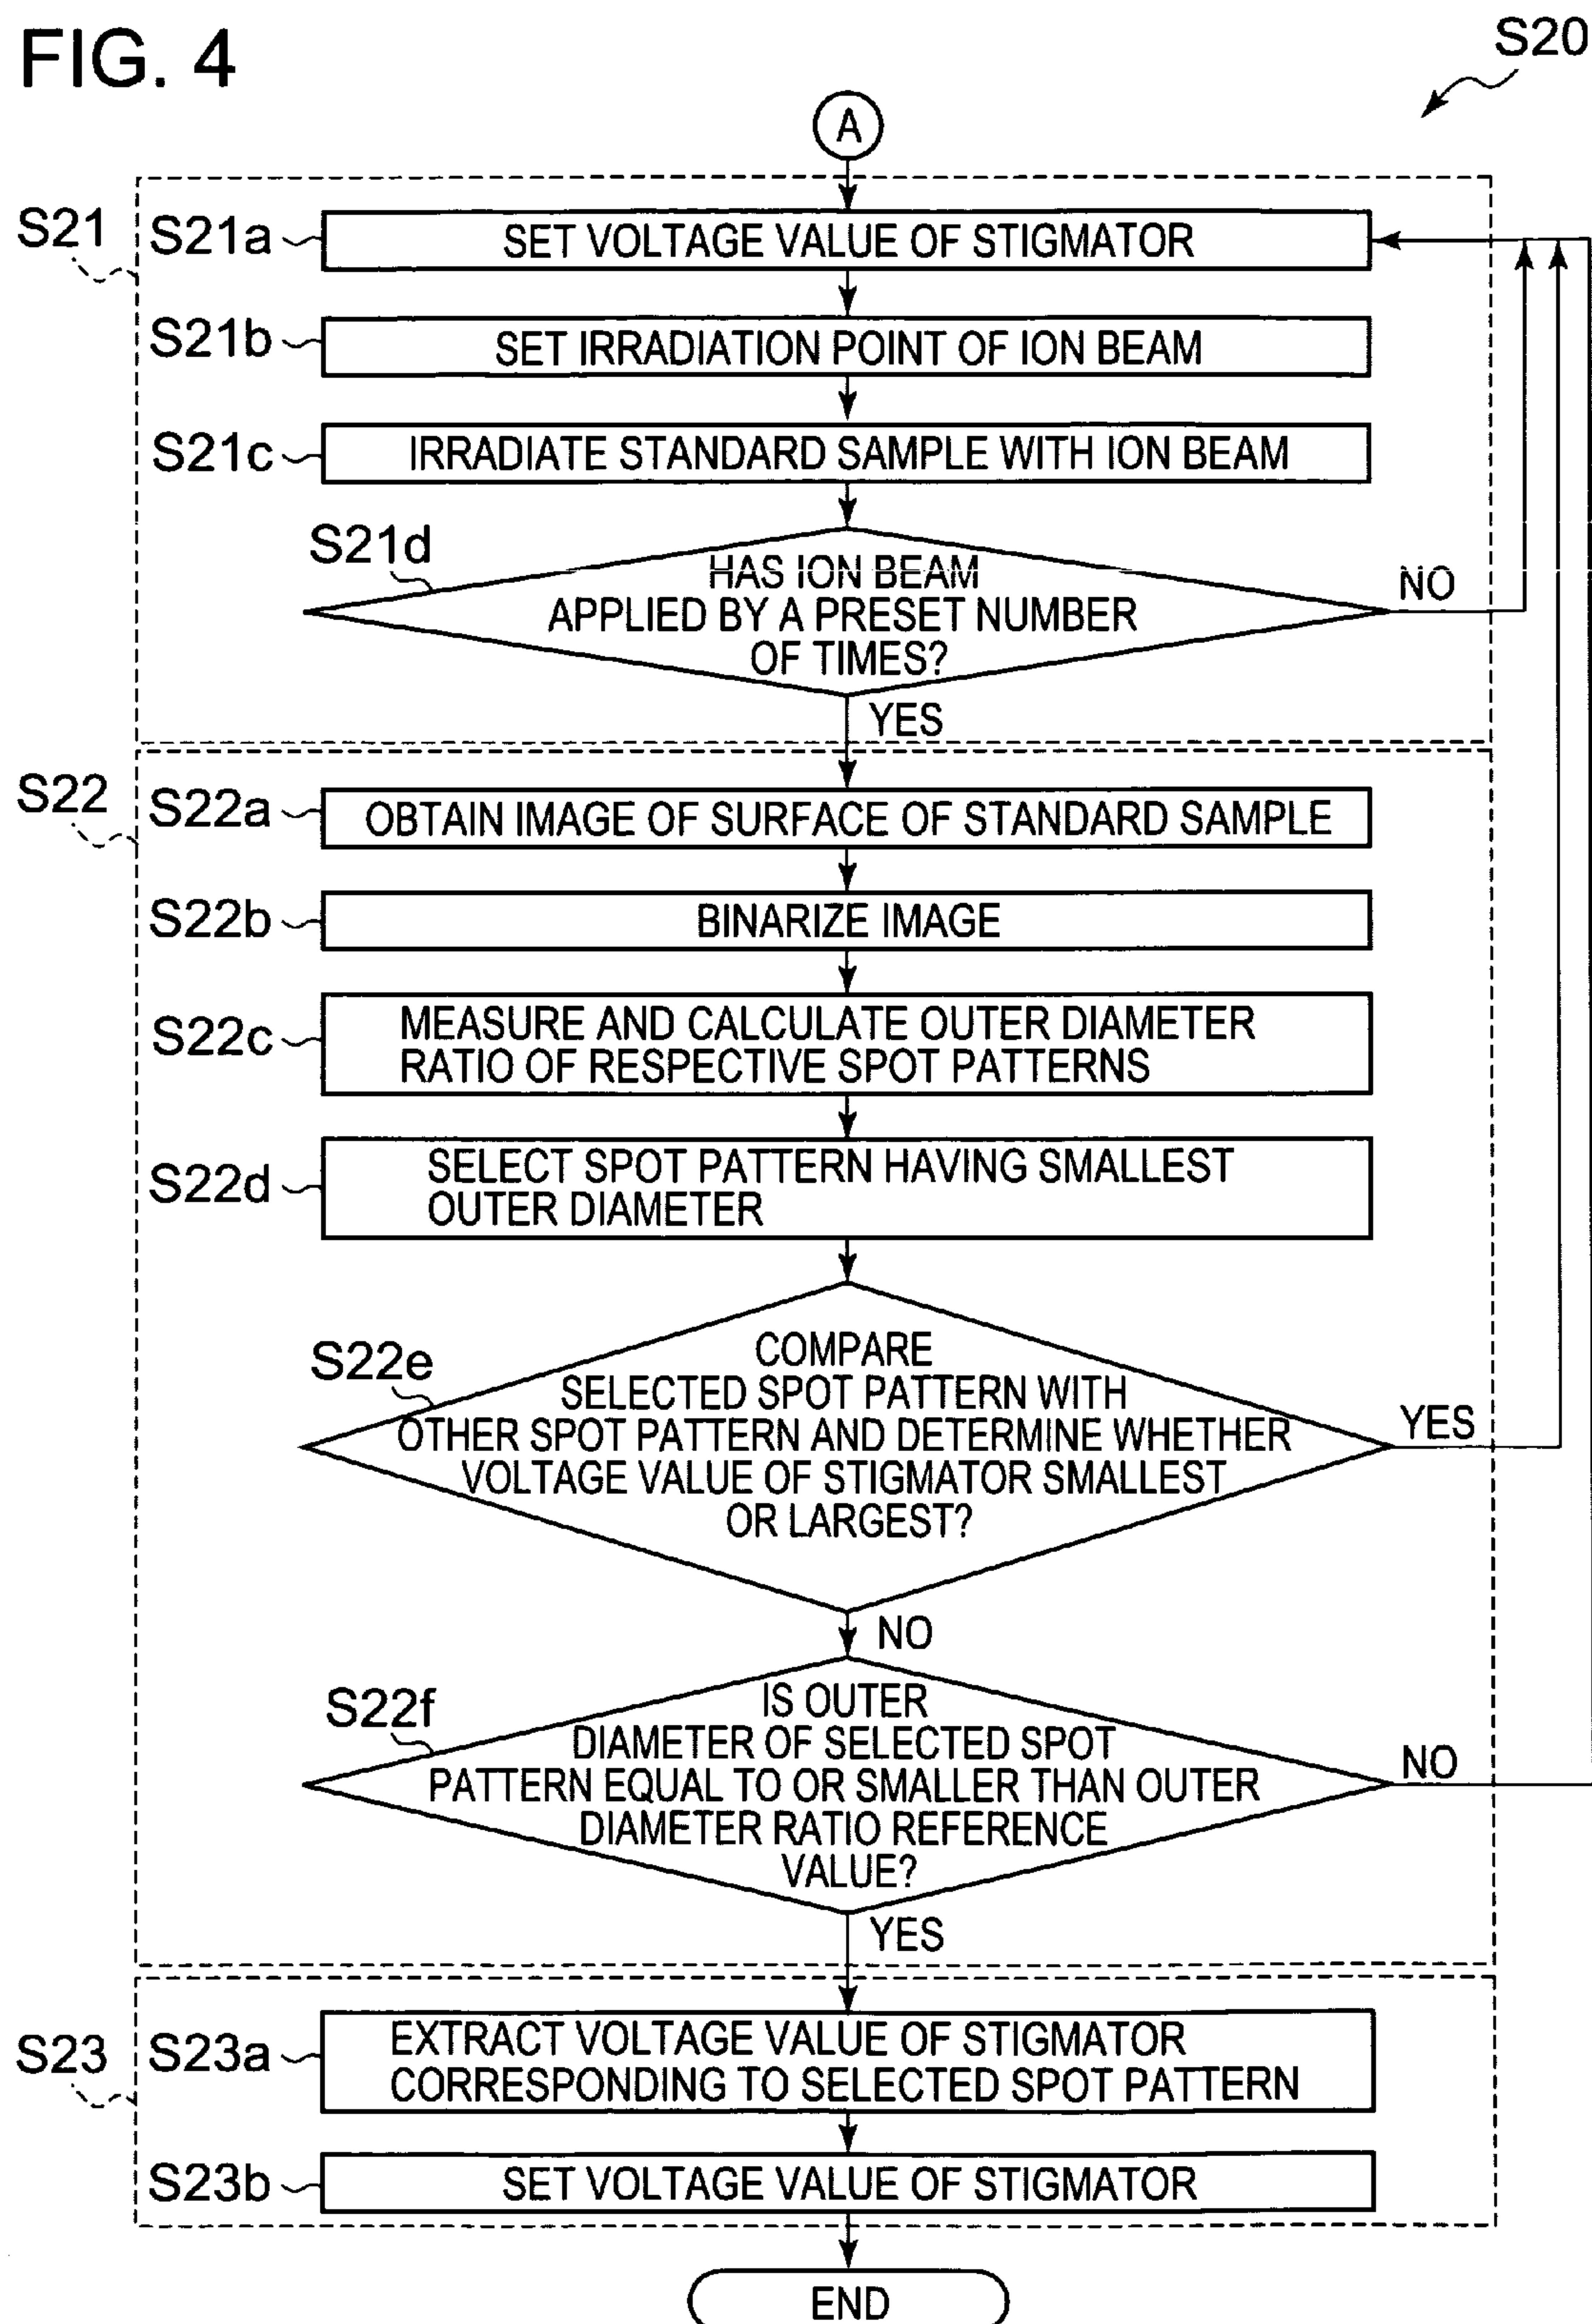 FIG. 4
S20
A
S21
S21a
SET VOLTAGE VALUE OF STIGMATOR
S21b
SET IRRADIATION POINT OF ION BEAM
S21c
IRRADIATE STANDARD SAMPLE WITH ION BEAM
S21d
HAS ION BEAM
APPLIED BY A PRESET NUMBER
OF TIMES?
NO
YES
S22
S22a
OBTAIN IMAGE OF SURFACE OF STANDARD SAMPLE
S22b
BINARIZE IMAGE
S22c
MEASURE AND CALCULATE OUTER DIAMETER
RATIO OF RESPECTIVE SPOT PATTERNS
S22d
SELECT SPOT PATTERN HAVING SMALLEST
OUTER DIAMETER
S22e
COMPARE
SELECTED SPOT PATTERN WITH
OTHER SPOT PATTERN AND DETERMINE WHETHER
VOLTAGE VALUE OF STIGMATOR SMALLEST
OR LARGEST?
YES
NO
S22f
IS OUTER
DIAMETER OF SELECTED SPOT
PATTERN EQUAL TO OR SMALLER THAN OUTER
DIAMETER RATIO REFERENCE
VALUE?
NO
YES
S23
S23a
EXTRACT VOLTAGE VALUE OF STIGMATOR
CORRESPONDING TO SELECTED SPOT PATTERN
S23b
SET VOLTAGE VALUE OF STIGMATOR
END